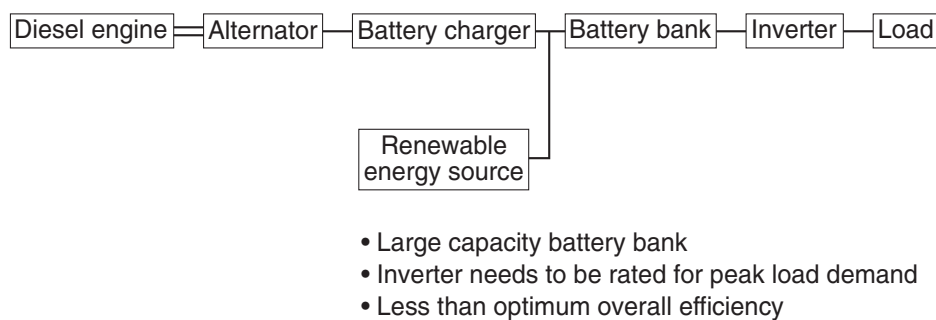 Diesel engine
Alternator
Battery charger
Battery bank
Inverter
Load
Renewable
energy source
• Large capacity battery bank
• Inverter needs to be rated for peak load demand
• Less than optimum overall efficiency